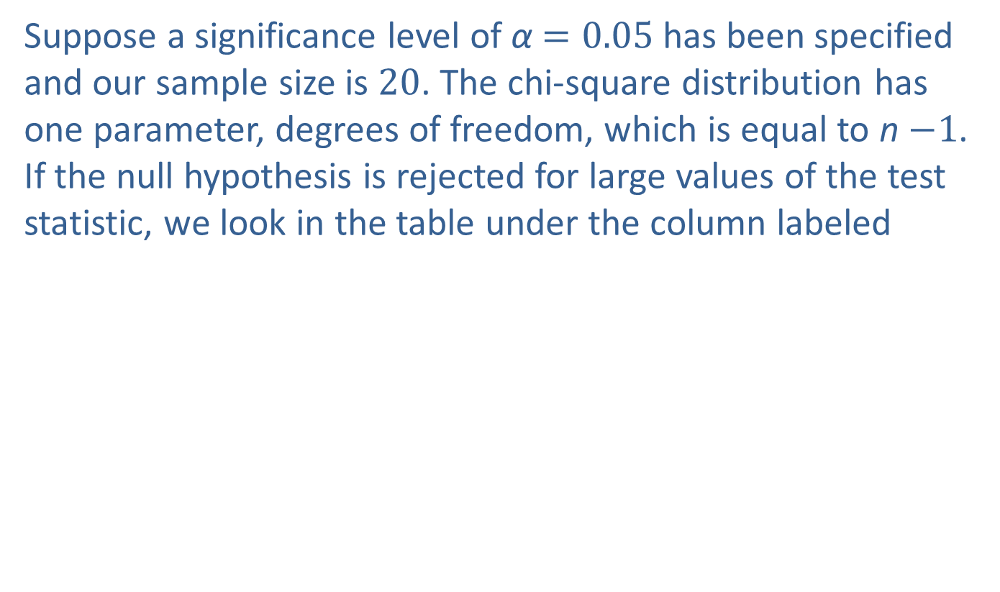 Suppose a significance level of α = 0.05 has been specified
and our sample size is 20. The chi-square distribution has
one parameter, degrees of freedom, which is equal to n −1.
If the null hypothesis is rejected for large values of the test
statistic, we look in the table under the column labeled